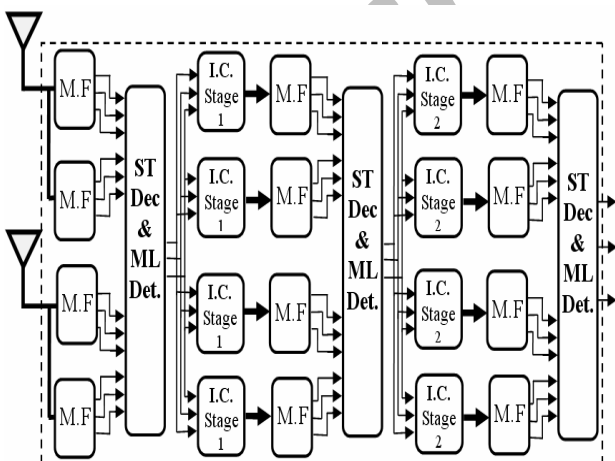 M.F
I.C.
Stage
1
M.F
I.C.
Stage
2
M.F
M.F
I.C.
Stage
1
M.F
I.C.
Stage
2
M.F
ST
Dec
&
ML
Det.
ST
Dec
&
ML
Det.
ST
Dec
&
ML
Det.
M.F
I.C.
Stage
1
M.F
I.C.
Stage
2
M.F
M.F
I.C.
Stage
1
M.F
I.C.
Stage
2
M.F